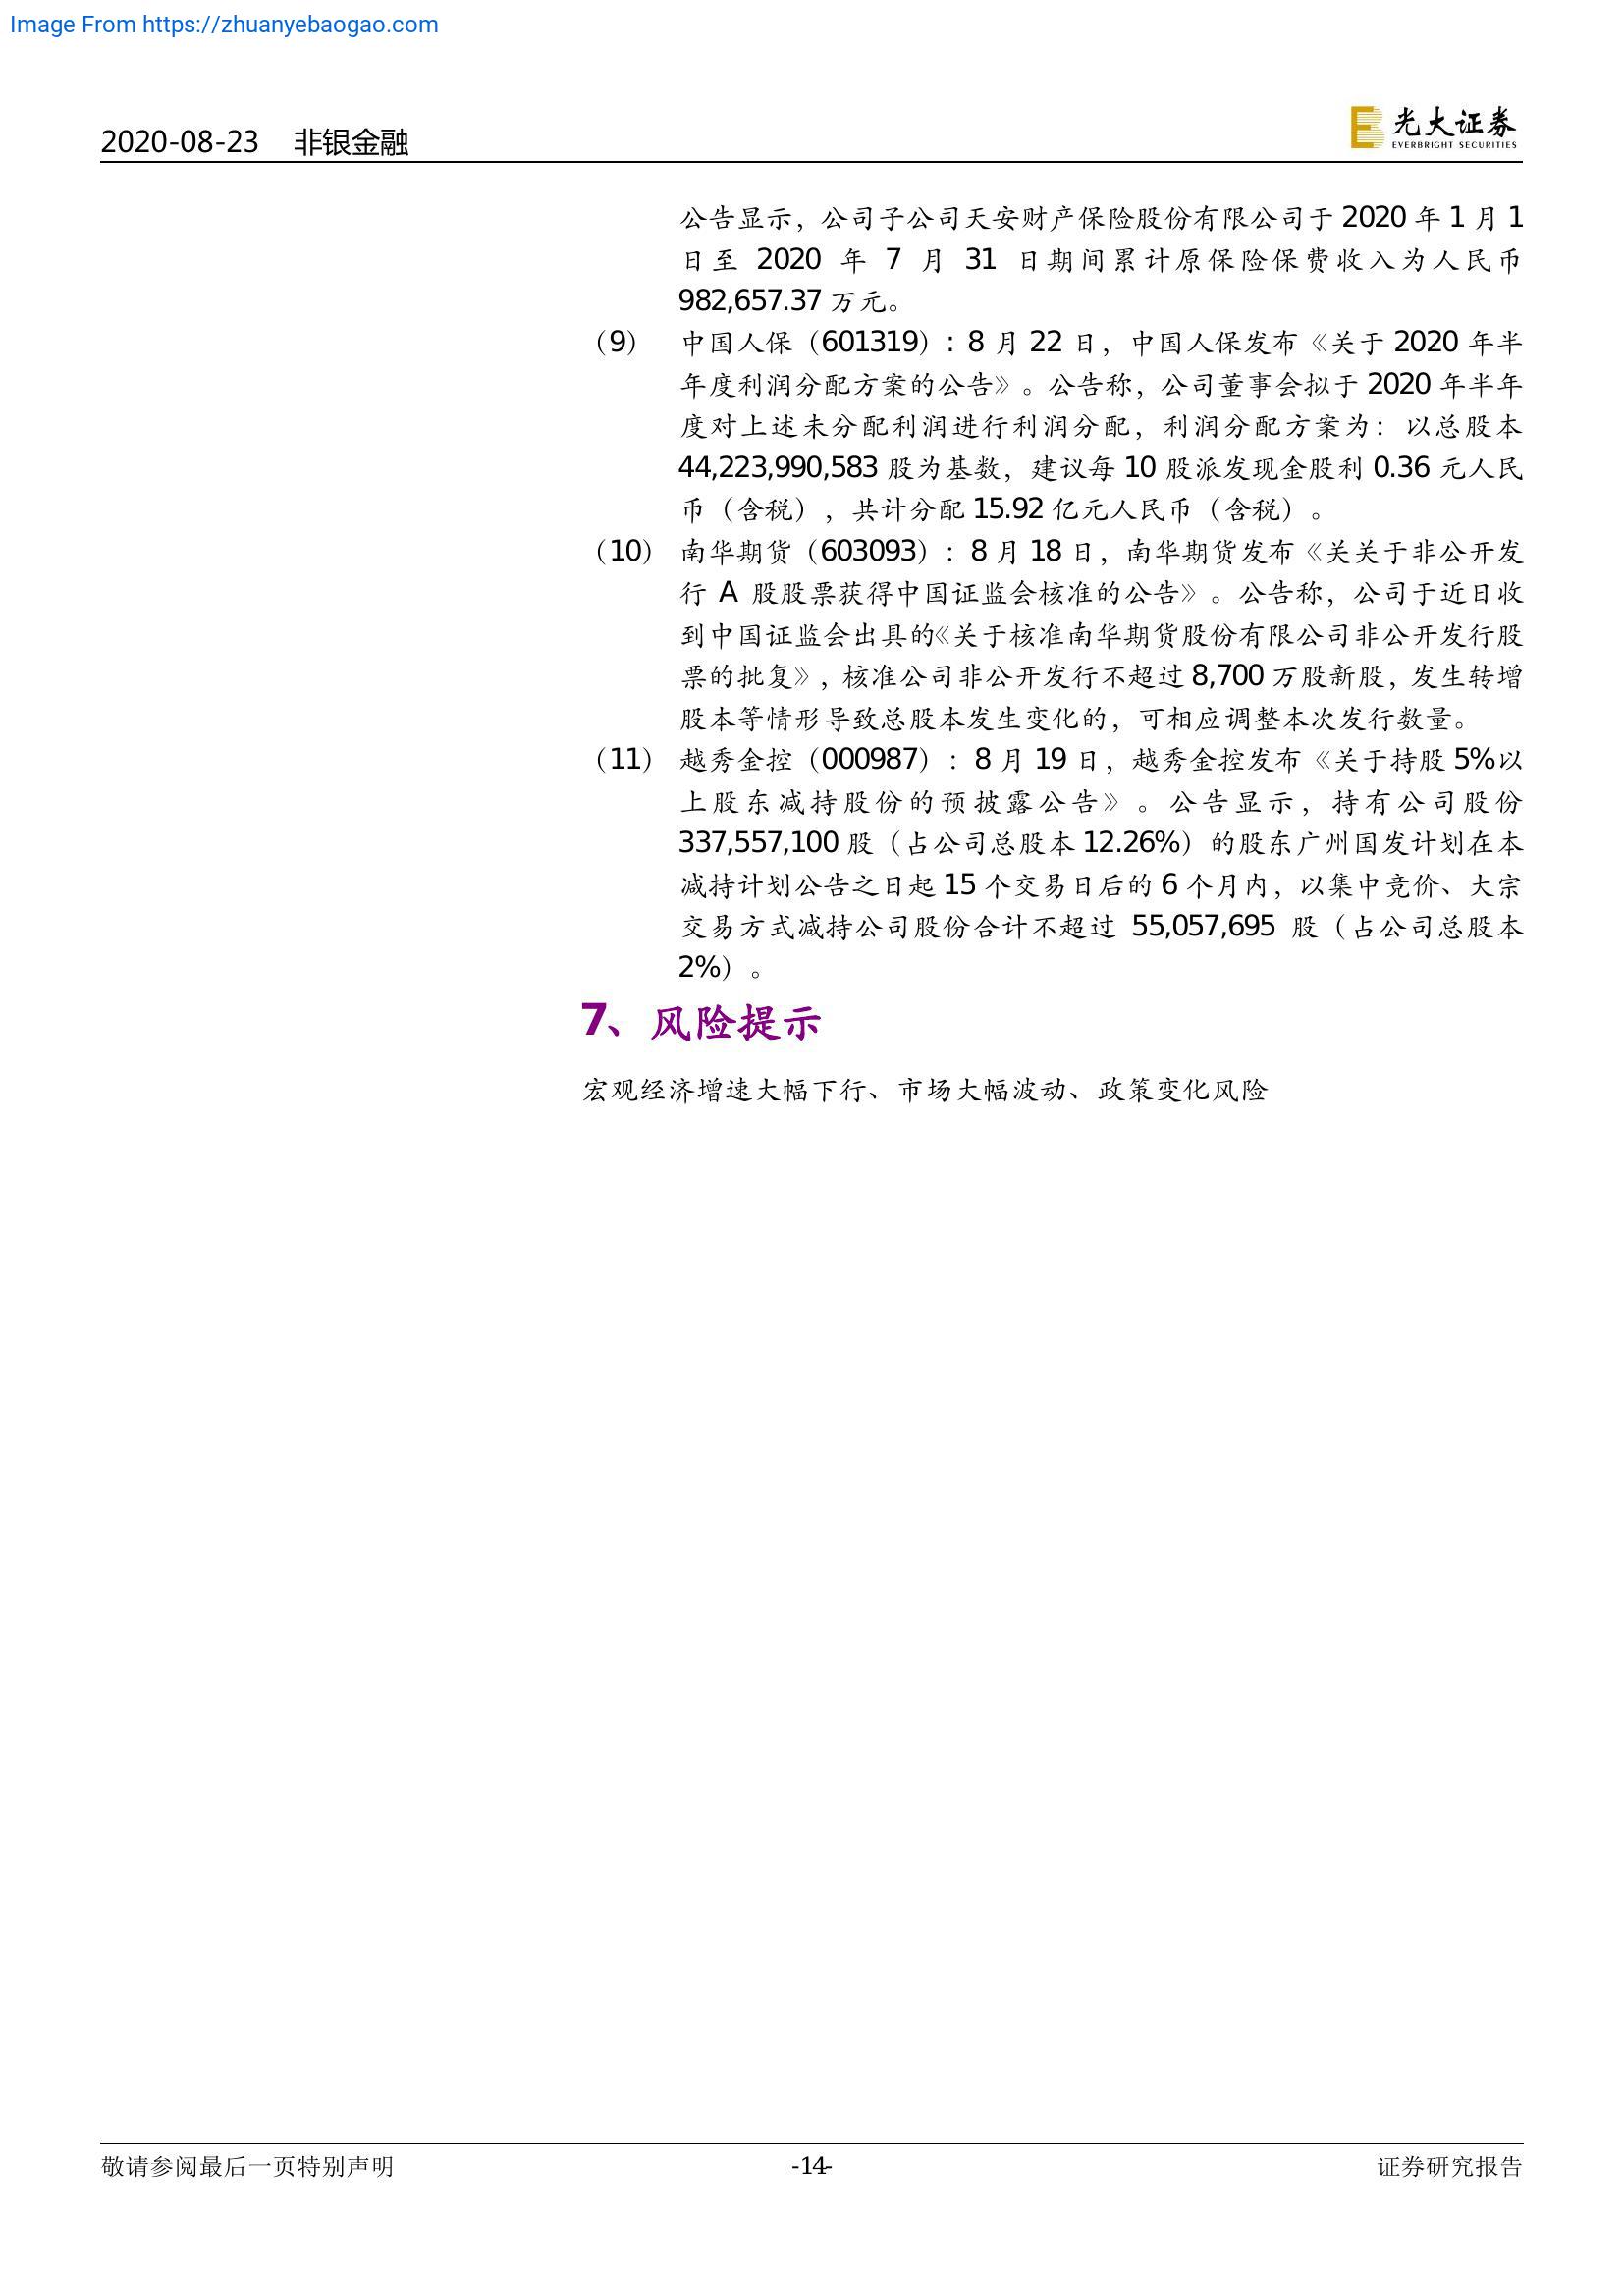 Image From https://zhuanyebaogao.com
2020-08-23 非银金融
光大证券
EVERBRIGHT SECURITIES
公告显示，公司子公司天安财产保险股份有限公司于 2020 年 1 月 1
日至 2020 年 7 月 31 日期间累计原保险保费收入为人民币
982,657.37 万元。
（9） 中国人保（601319）：8 月 22 日，中国人保发布《关于 2020 年半
年度利润分配方案的公告》。公告称，公司董事会拟于 2020 年半年
度对上述未分配利润进行利润分配，利润分配方案为：以总股本
44,223,990,583 股为基数，建议每 10 股派发现金股利 0.36 元人民
币（含税），共计分配 15.92 亿元人民币（含税）。
（10） 南华期货（603093）：8 月 18 日，南华期货发布《关关于非公开发
行 A 股股票获得中国证监会核准的公告》。公告称，公司于近日收
到中国证监会出具的《关于核准南华期货股份有限公司非公开发行股
票的批复》，核准公司非公开发行不超过 8,700 万股新股，发生转增
股本等情形导致总股本发生变化的，可相应调整本次发行数量。
（11） 越秀金控（000987）：8 月 19 日，越秀金控发布《关于持股 5%以
上股东减持股份的预披露公告》。公告显示，持有公司股份
337,557,100 股（占公司总股本 12.26%）的股东广州国发计划在本
减持计划公告之日起 15 个交易日后的 6 个月内，以集中竞价、大宗
交易方式减持公司股份合计不超过 55,057,695 股（占公司总股本
2%）。
7、风险提示
宏观经济增速大幅下行、市场大幅波动、政策变化风险
敬请参阅最后一页特别声明 -14- 证券研究报告